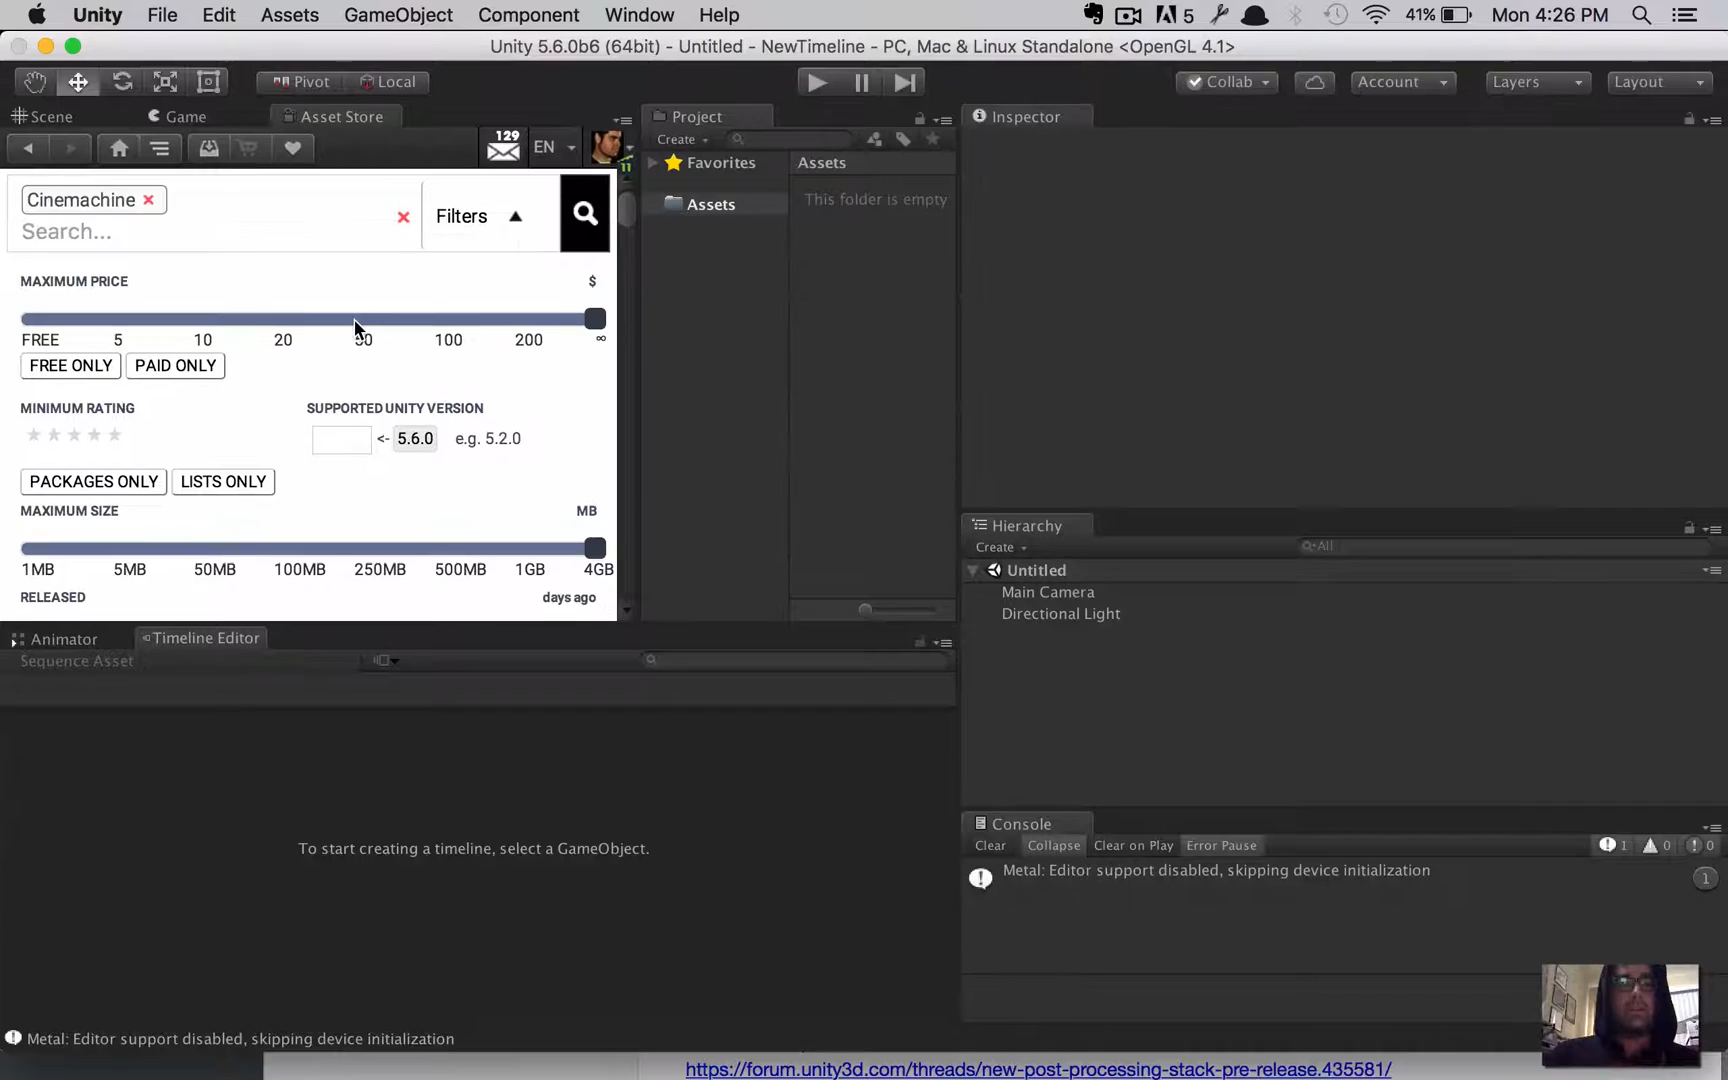 Unity File Edit Assets GameObject Component Window Help 5 41% Mon 4:26 PM
Unity 5.6.0b6 (64bit) - Untitled - NewTimeline - PC, Mac & Linux Standalone <OpenGL 4.1>
Pivot Local Collab Account Layers Layout
Scene Game Asset Store Project Inspector
129 EN 11 Create
Favorites Assets
Assets This folder is empty
Cinemachine
Search...
Filters
MAXIMUM PRICE $
FREE 5 10 20 100 200 ∞
FREE ONLY PAID ONLY
MINIMUM RATING SUPPORTED UNITY VERSION
<- 5.6.0 e.g. 5.2.0
PACKAGES ONLY LISTS ONLY
MAXIMUM SIZE MB
1MB 5MB 50MB 100MB 250MB 500MB 1GB 4GB
RELEASED days ago
Hierarchy
Create All
Untitled
Main Camera
Directional Light
Animator Timeline Editor
Sequence Asset
To start creating a timeline, select a GameObject.
Console
Clear Collapse Clear on Play Error Pause 1 0 0
Metal: Editor support disabled, skipping device initialization 1
Metal: Editor support disabled, skipping device initialization
https://forum.unity3d.com/threads/new-post-processing-stack-pre-release.435581/